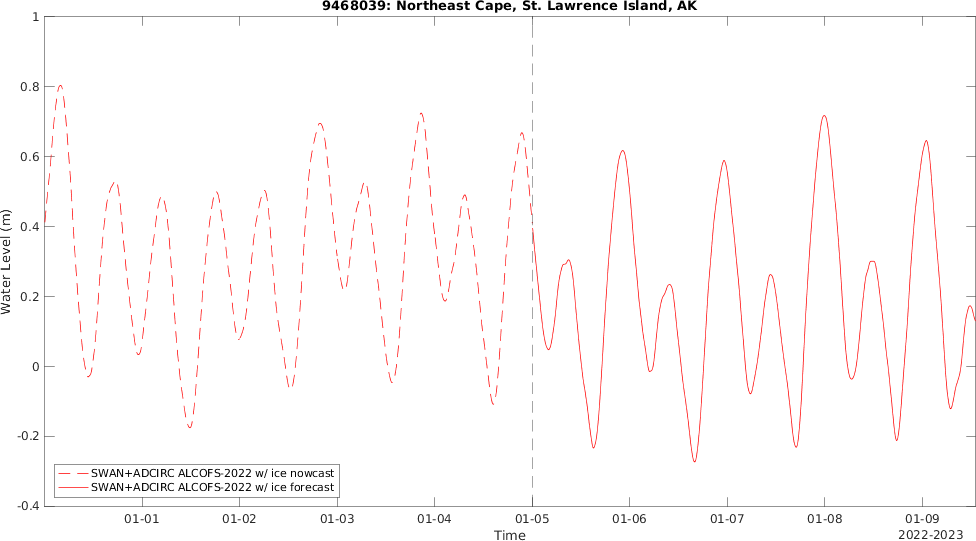 9468039: Northeast Cape, St. Lawrence Island, AK
1
0.8
0.6
0.4
0.2
0
-0.2
-0.4
Water Level (m)
SWAN+ADCIRC ALCOFS-2022 w/ ice nowcast
SWAN+ADCIRC ALCOFS-2022 w/ ice forecast
01-01 01-02 01-03 01-04 01-05 01-06 01-07 01-08 01-09
Time
2022-2023